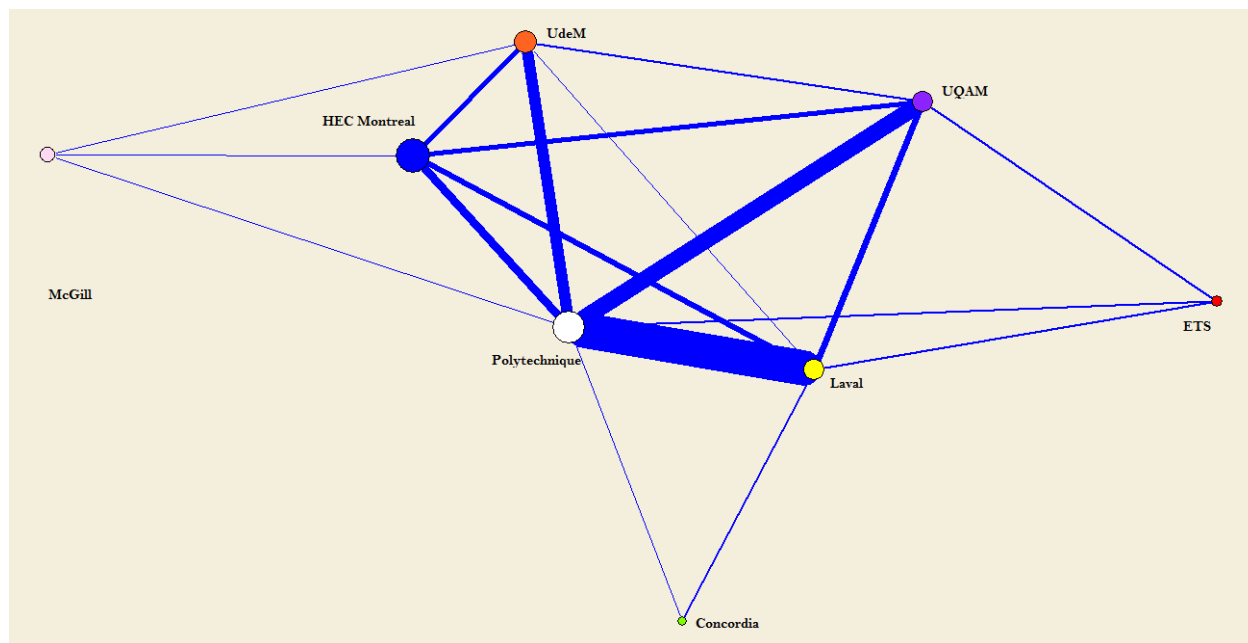 UdeM
UQAM
HEC Montreal
McGill
ETS
Polytechnique
Laval
Concordia